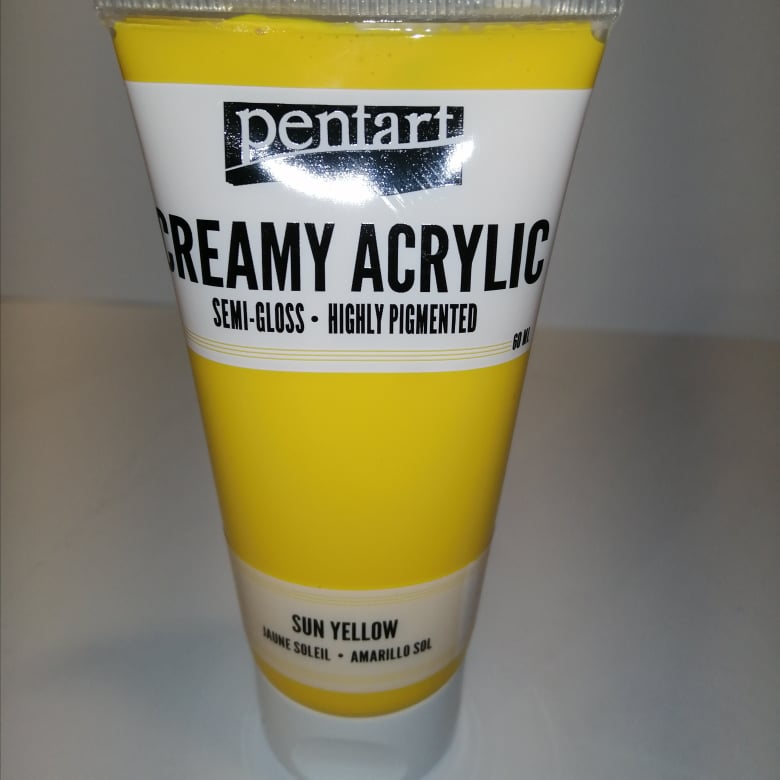 pentart
CREAMY ACRYLIC
SEMI-GLOSS • HIGHLY PIGMENTED
60 ML
SUN YELLOW
JAUNE SOLEIL • AMARILLO SOL